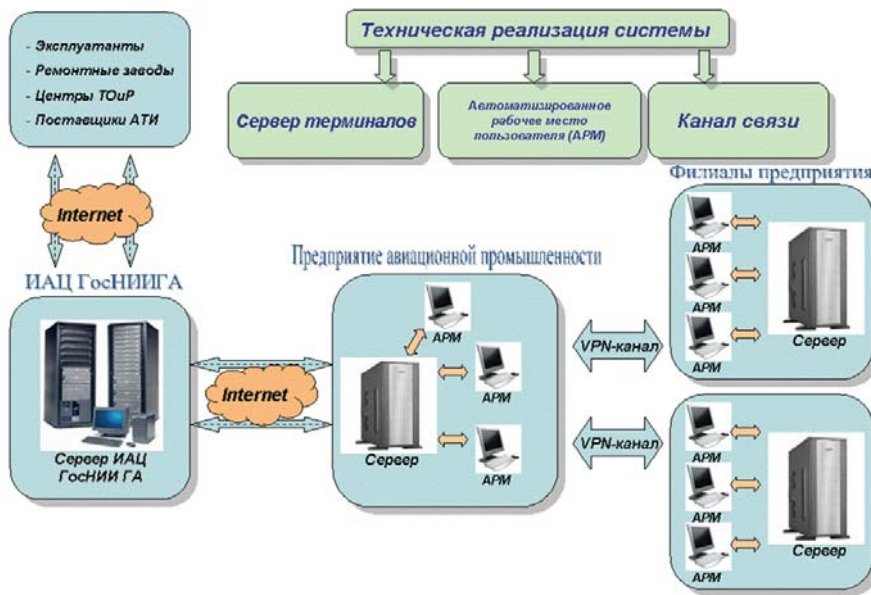 - Эксплуатанты
- Ремонтные заводы
- Центры ТОиР
- Поставщики АТИ
Техническая реализация системы
Сервер терминалов
Автоматизированное
рабочее место
пользователя (АРМ)
Канал связи
Internet
ИАЦ ГосНИИГА
Сервер ИАЦ
ГосНИИ ГА
Internet
Предприятие авиационной промышленности
АРМ
АРМ
АРМ
Сервер
VPN-канал
VPN-канал
Филиалы предприятия
АРМ
АРМ
АРМ
Сервер
АРМ
АРМ
АРМ
Сервер